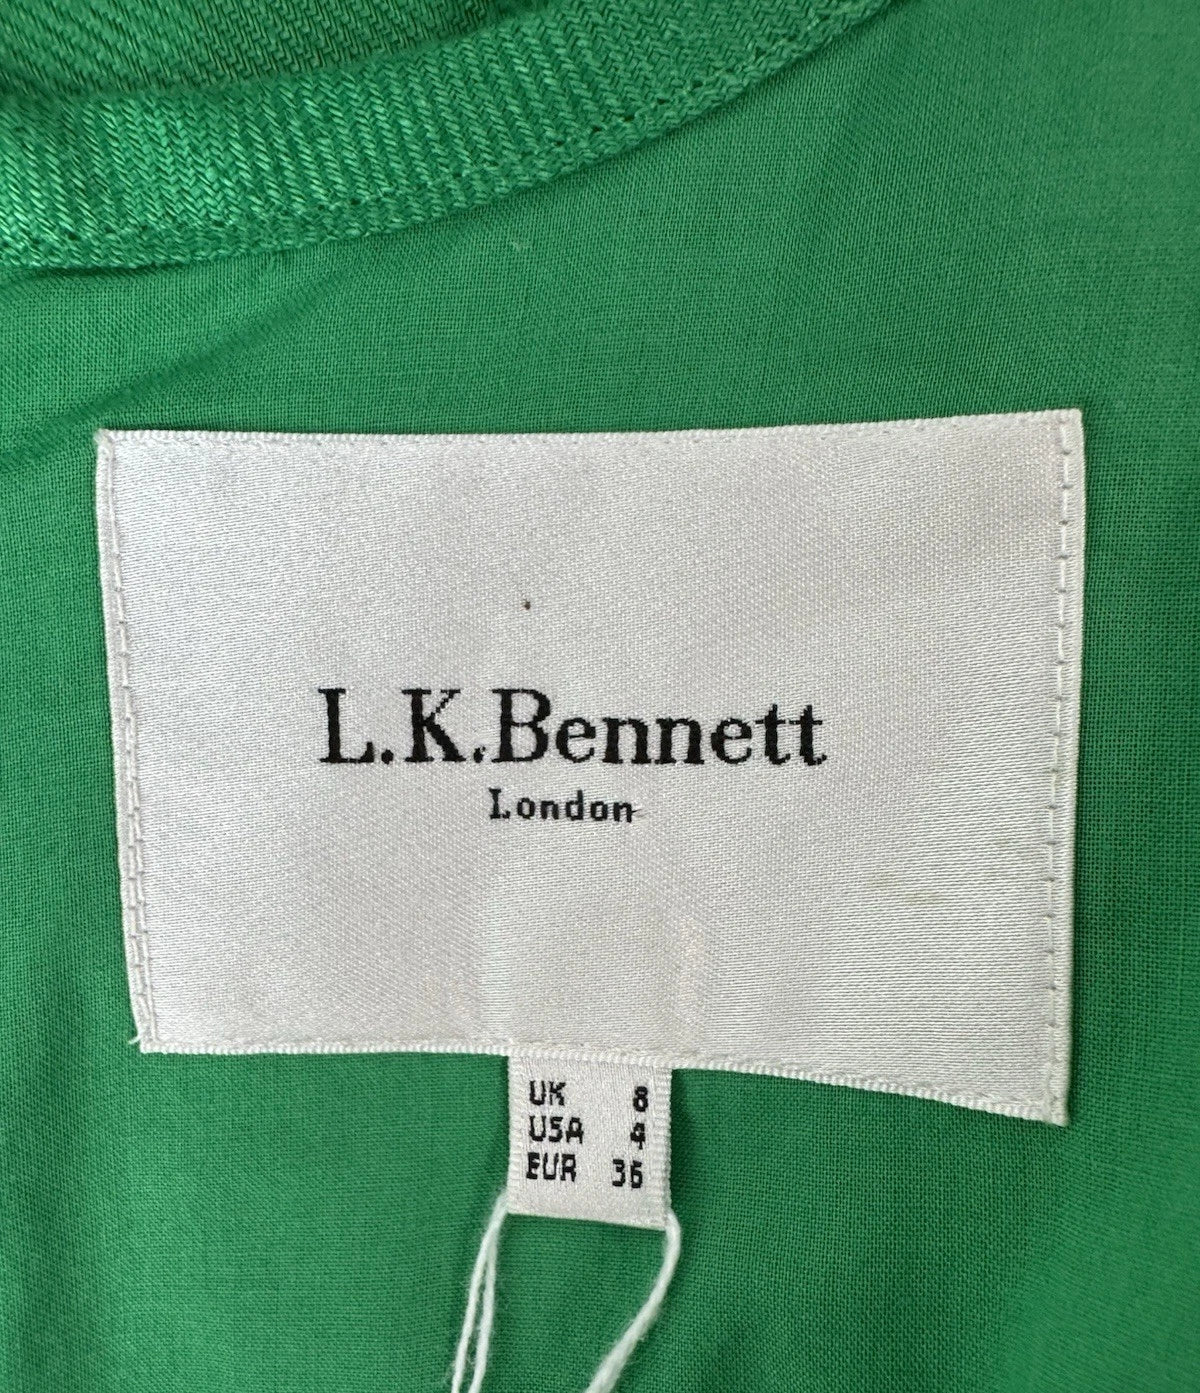 L.K.Bennett
London
UK 8
USA 4
EUR 36